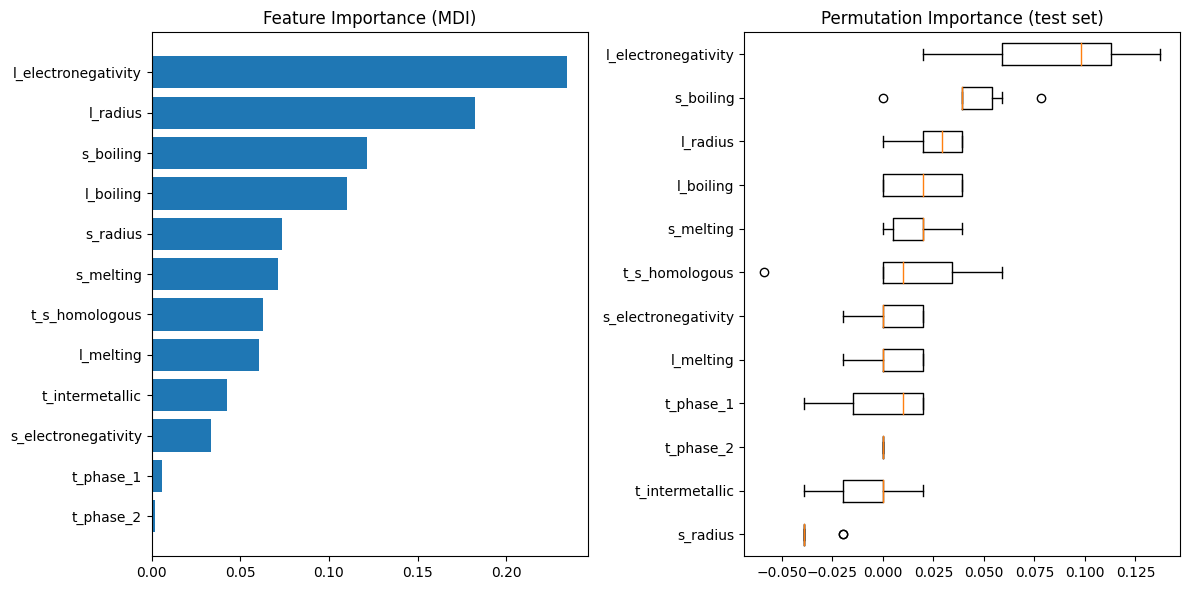 Feature Importance (MDI)
l_electronegativity
l_radius
s_boiling
l_boiling
s_radius
s_melting
t_s_homologous
l_melting
t_intermetallic
s_electronegativity
t_phase_1
t_phase_2
0.00 0.05 0.10 0.15 0.20
Permutation Importance (test set)
l_electronegativity
s_boiling
l_radius
l_boiling
s_melting
t_s_homologous
s_electronegativity
l_melting
t_phase_1
t_phase_2
t_intermetallic
s_radius
−0.050 −0.025 0.000 0.025 0.050 0.075 0.100 0.125